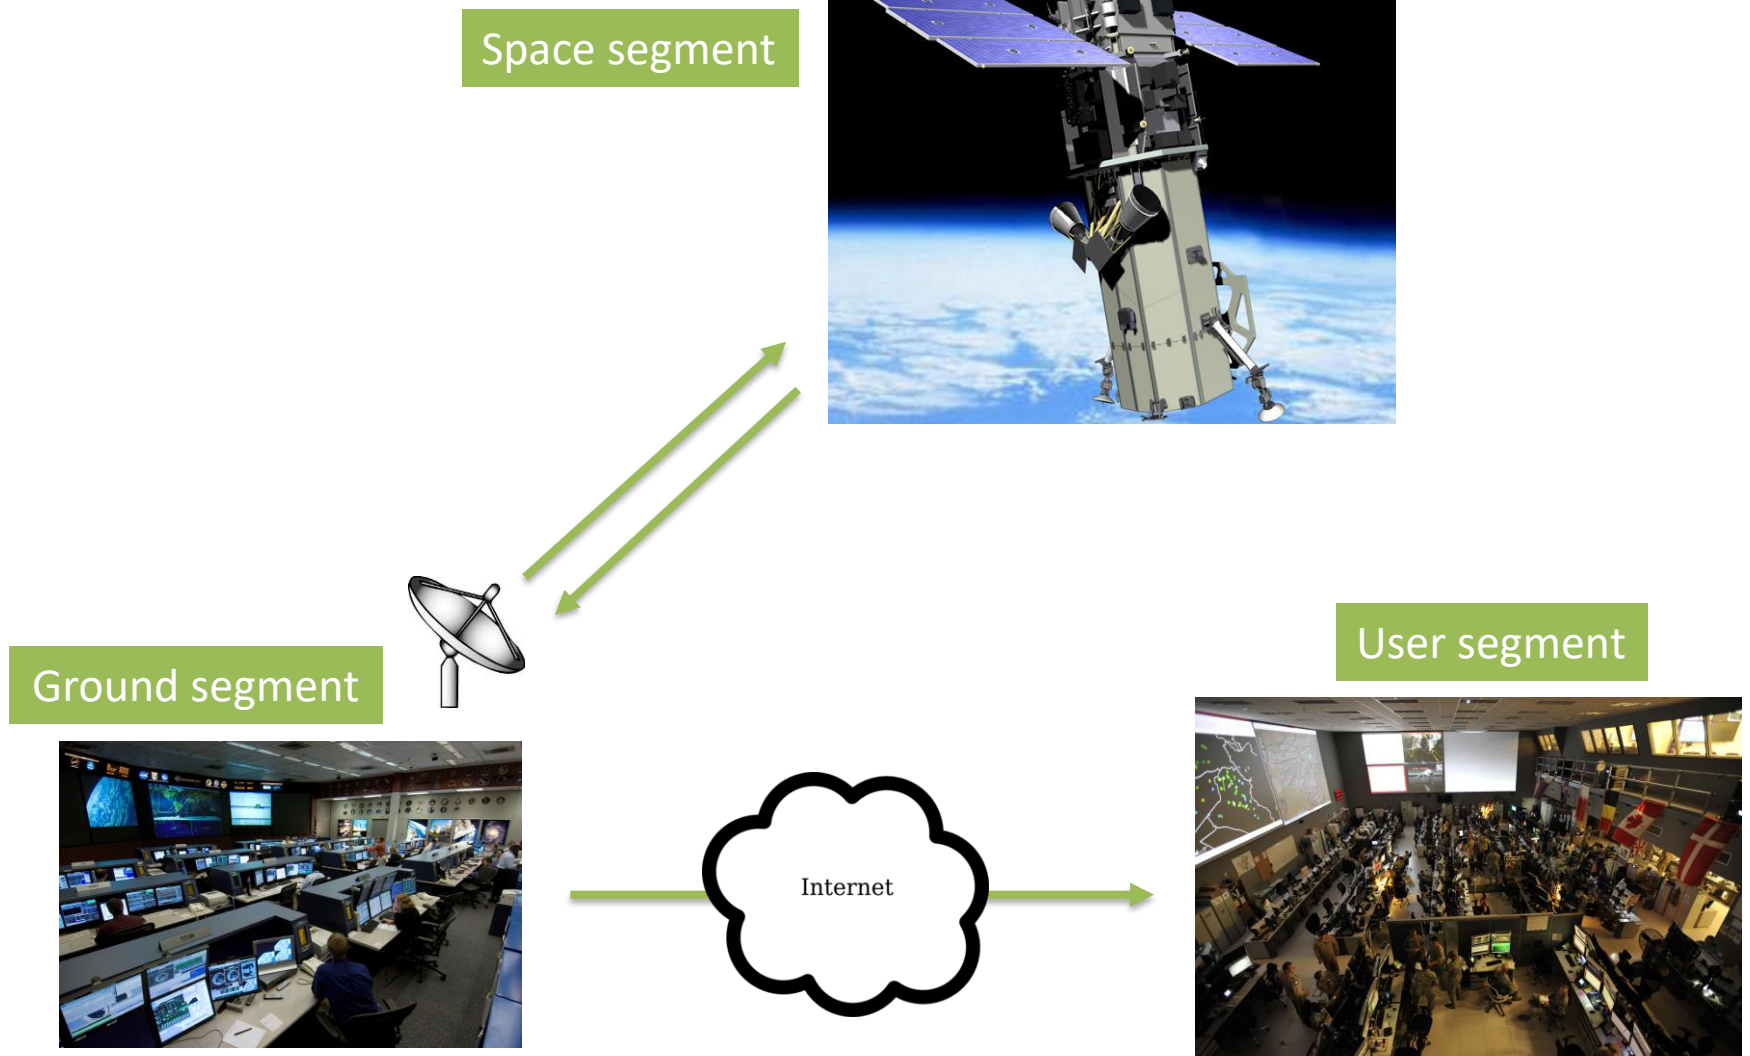 Space segment
Ground segment
User segment
Internet